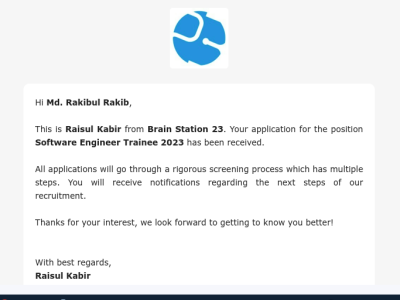 Hi Md. Rakibul Rakib,
This is Raisul Kabir from Brain Station 23. Your application for the position
Software Engineer Trainee 2023 has been received.
All applications will go through a rigorous screening process which has multiple
steps. You will receive notifications regarding the next steps of our
recruitment.
Thanks for your interest, we look forward to getting to know you better!
With best regards,
Raisul Kabir